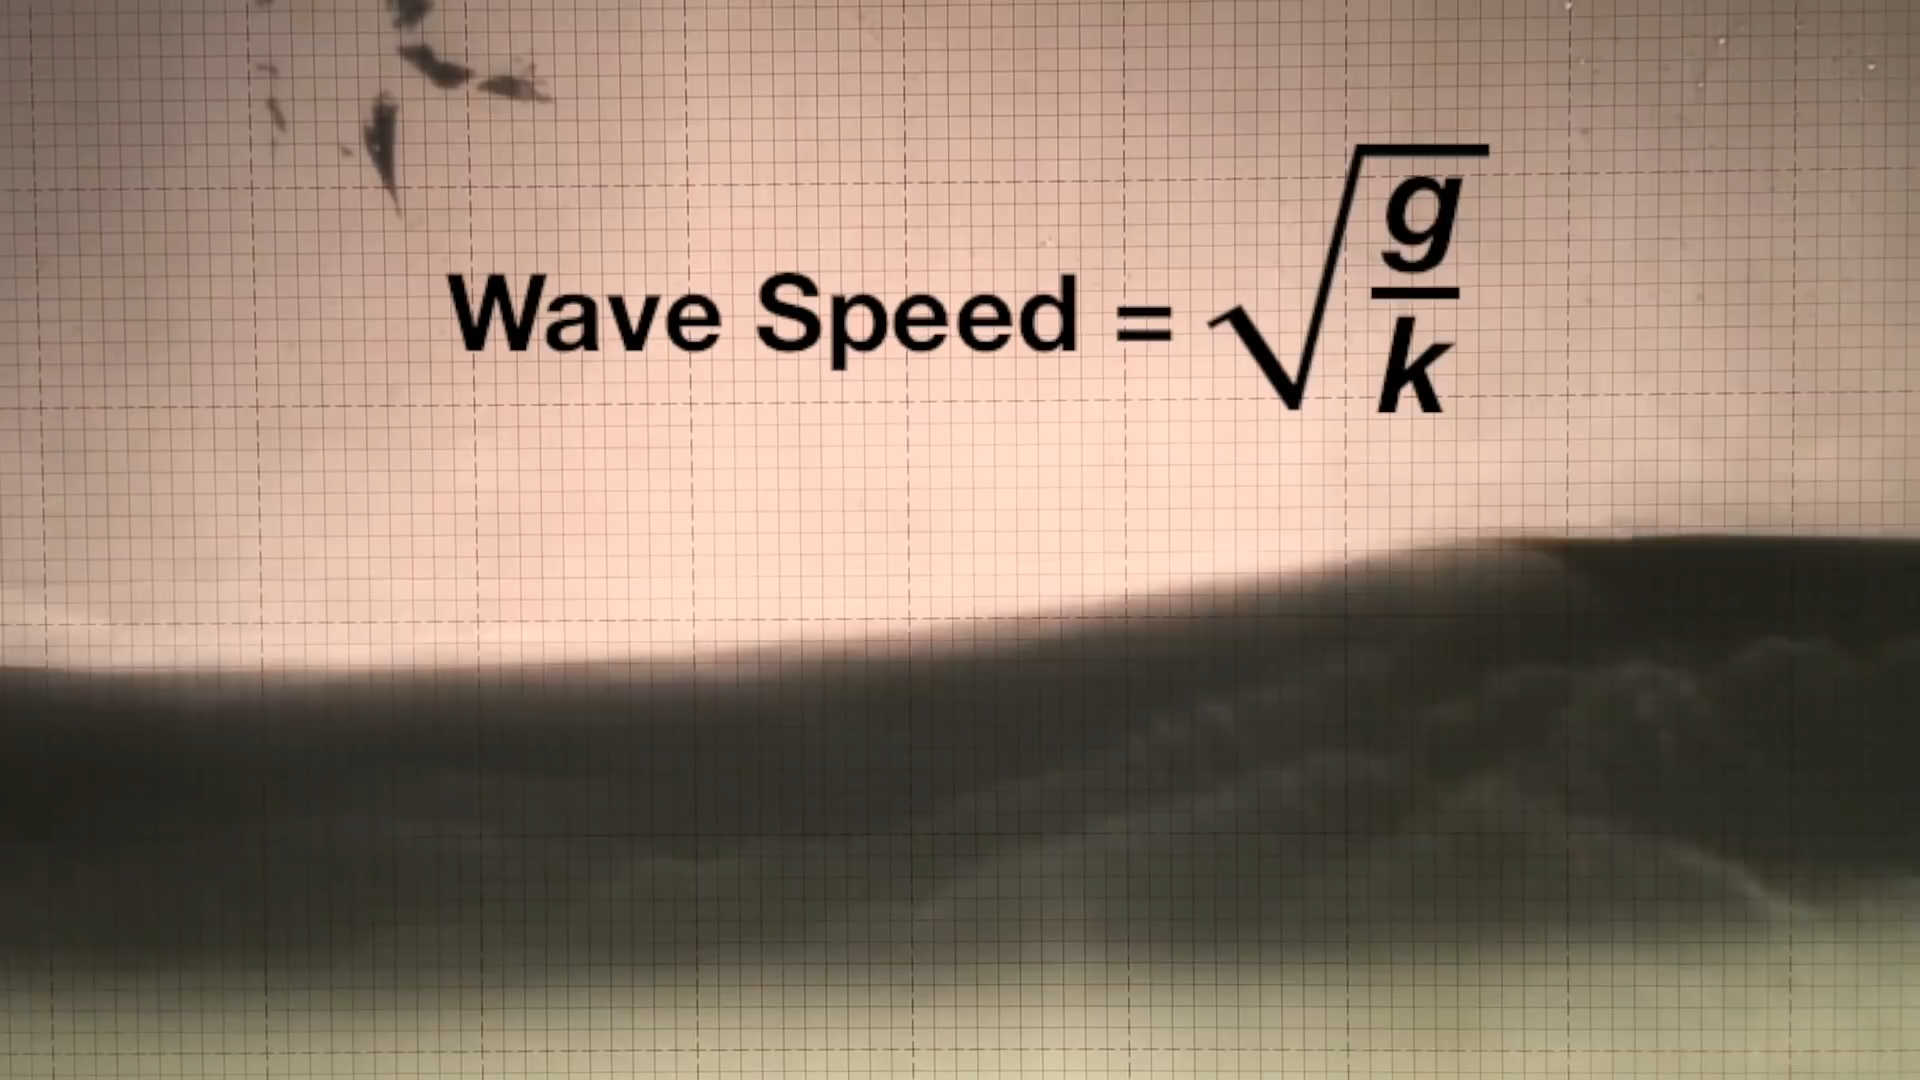 Wave Speed = √(g/k)